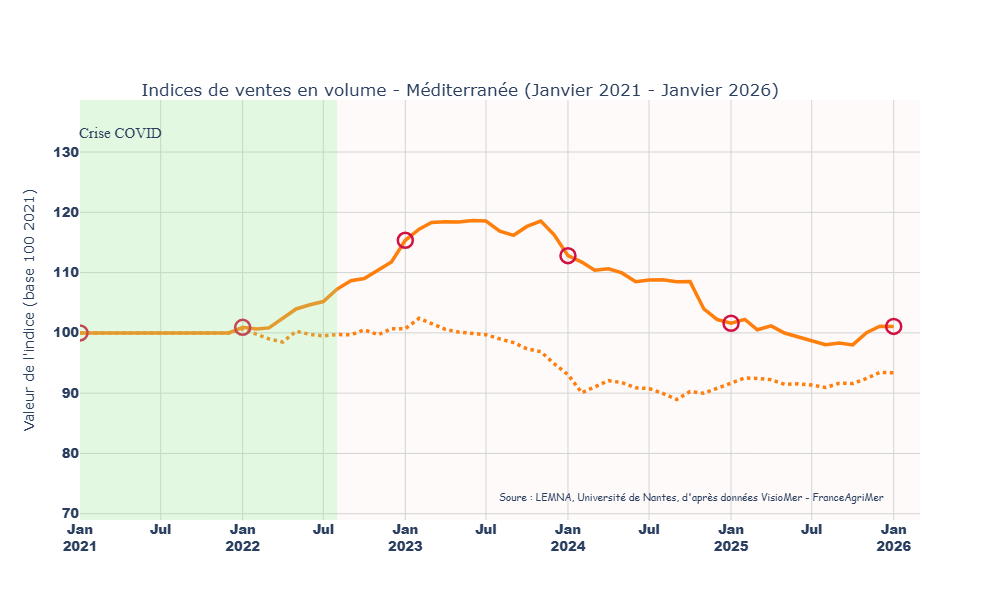 Indices de ventes en volume - Méditerranée (Janvier 2021 - Janvier 2026)
Crise COVID
130
120
110
100
90
80
70
Valeur de l'Indice (base 100 2021)
Soure : LEMNA, Université de Nantes, d'après données VisioMer - FranceAgriMer
Jan Jul Jan Jul Jan Jul Jan Jul Jan Jul Jan
2021 2022 2023 2024 2025 2026